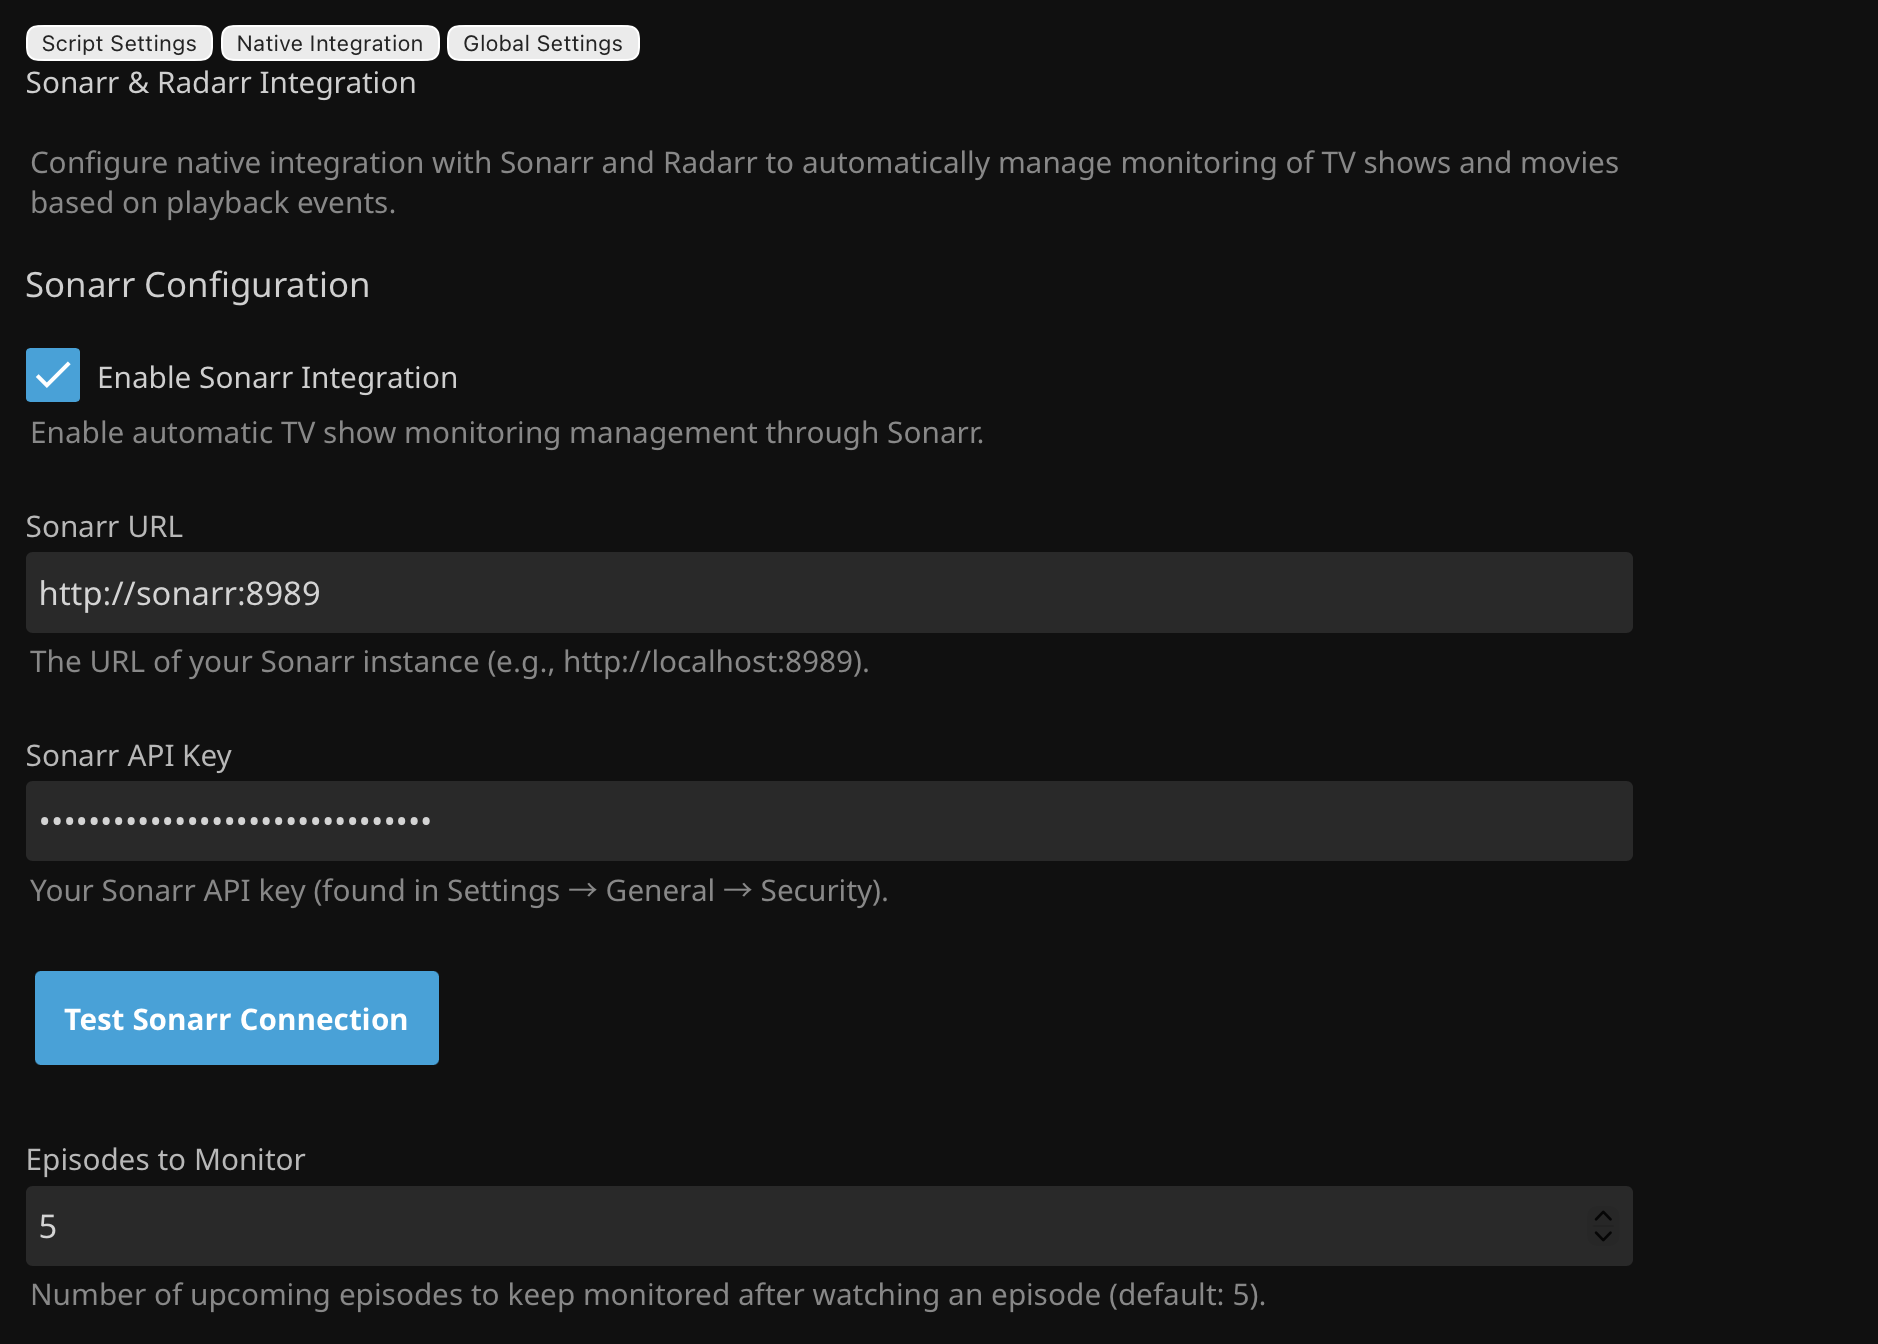 Script Settings Native Integration Global Settings
Sonarr & Radarr Integration
Configure native integration with Sonarr and Radarr to automatically manage monitoring of TV shows and movies
based on playback events.
Sonarr Configuration
Enable Sonarr Integration
Enable automatic TV show monitoring management through Sonarr.
Sonarr URL
http://sonarr:8989
The URL of your Sonarr instance (e.g., http://localhost:8989).
Sonarr API Key
••••••••••••••••••••••••••••••••
Your Sonarr API key (found in Settings → General → Security).
Test Sonarr Connection
Episodes to Monitor
5
Number of upcoming episodes to keep monitored after watching an episode (default: 5).